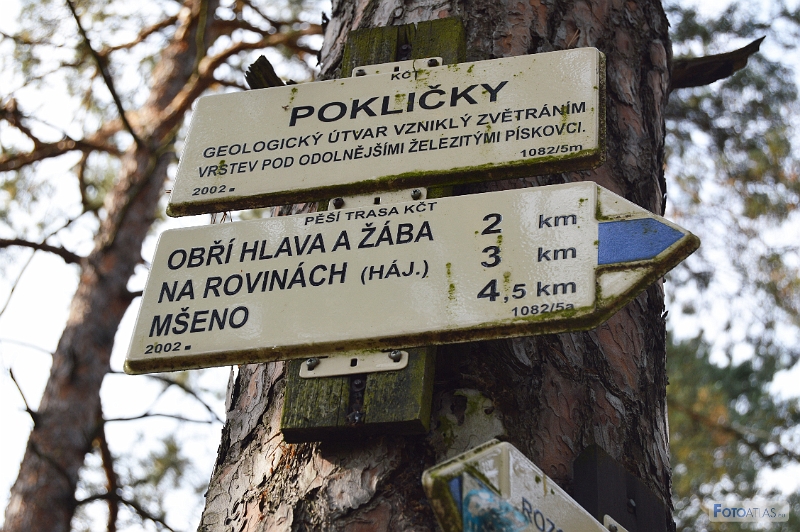 KČT
POKLIČKY
GEOLOGICKÝ ÚTVAR VZNIKLÝ ZVĚTRÁNÍM
VRSTEV POD ODOLNĚJŠÍMI ŽELEZITÝMI PÍSKOVCI.
2002 1082/5m
PĚŠÍ TRASA KČT
OBŘÍ HLAVA A ŽÁBA 2 km
NA ROVINÁCH (HÁJ.) 3 km
MŠENO 4,5 km
2002 1082/5a
FOTOATLAS